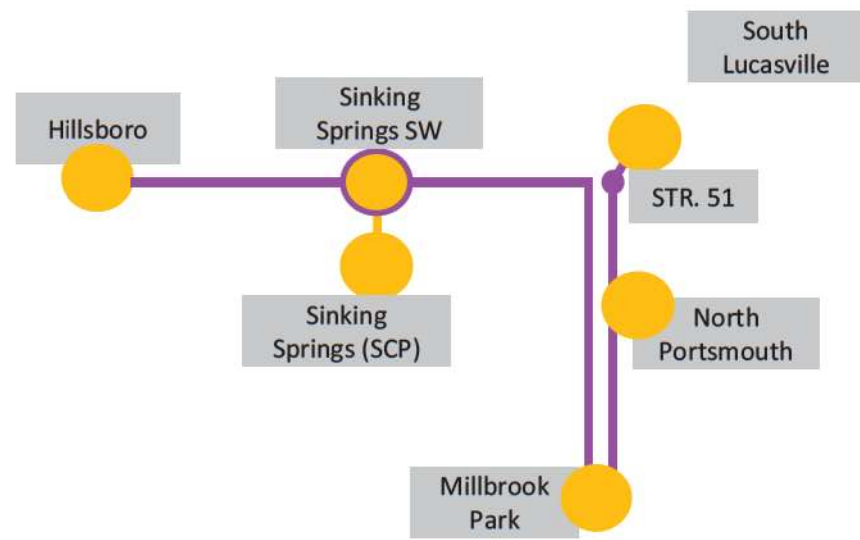 South
Lucasville
Sinking
Springs SW
Hillsboro
STR. 51
Sinking
Springs (SCP)
North
Portsmouth
Millbrook
Park